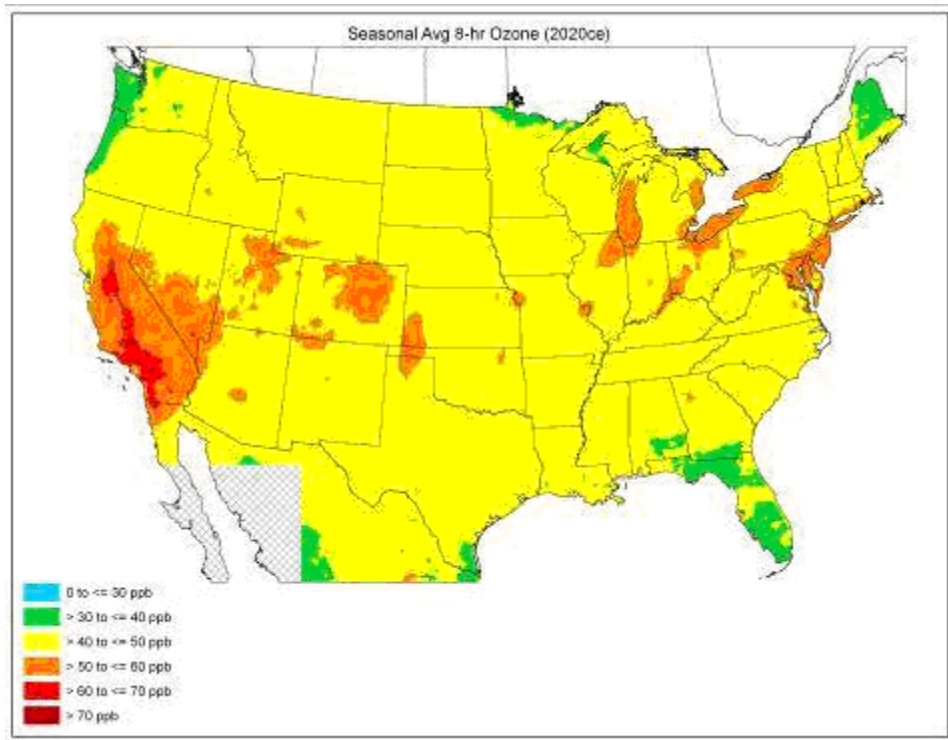 Seasonal Avg 8-hr Ozone (2020ce)
0 to <= 30 ppb
> 30 to <= 40 ppb
> 40 to <= 50 ppb
> 50 to <= 60 ppb
> 60 to <= 70 ppb
> 70 ppb